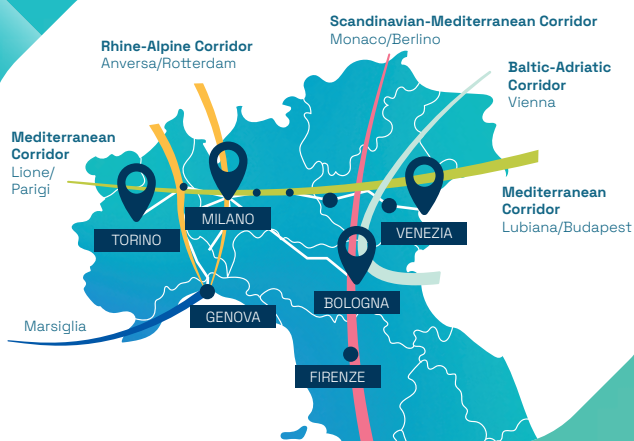 Scandinavian-Mediterranean Corridor
Monaco/Berlino
Rhine-Alpine Corridor
Anversa/Rotterdam
Baltic-Adriatic
Corridor
Vienna
Mediterranean
Corridor
Lione/
Parigi
Mediterranean
Corridor
Lubiana/Budapest
MILANO
TORINO
VENEZIA
BOLOGNA
GENOVA
Marsiglia
FIRENZE